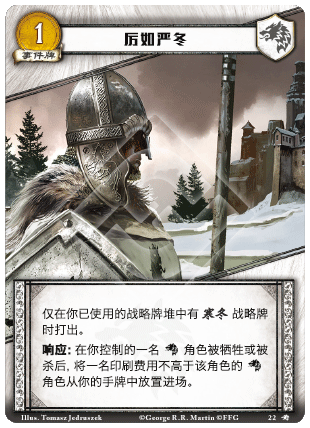 1
事件牌
厉如严冬
仅在你已使用的战略牌堆中有 寒冬 战略牌
时打出。
响应: 在你控制的一名 角色被牺牲或被
杀后, 将一名印刷费用不高于该角色的
角色从你的手牌中放置进场。
Illus. Tomasz Jedruszek ©George R.R. Martin ©FFG 22